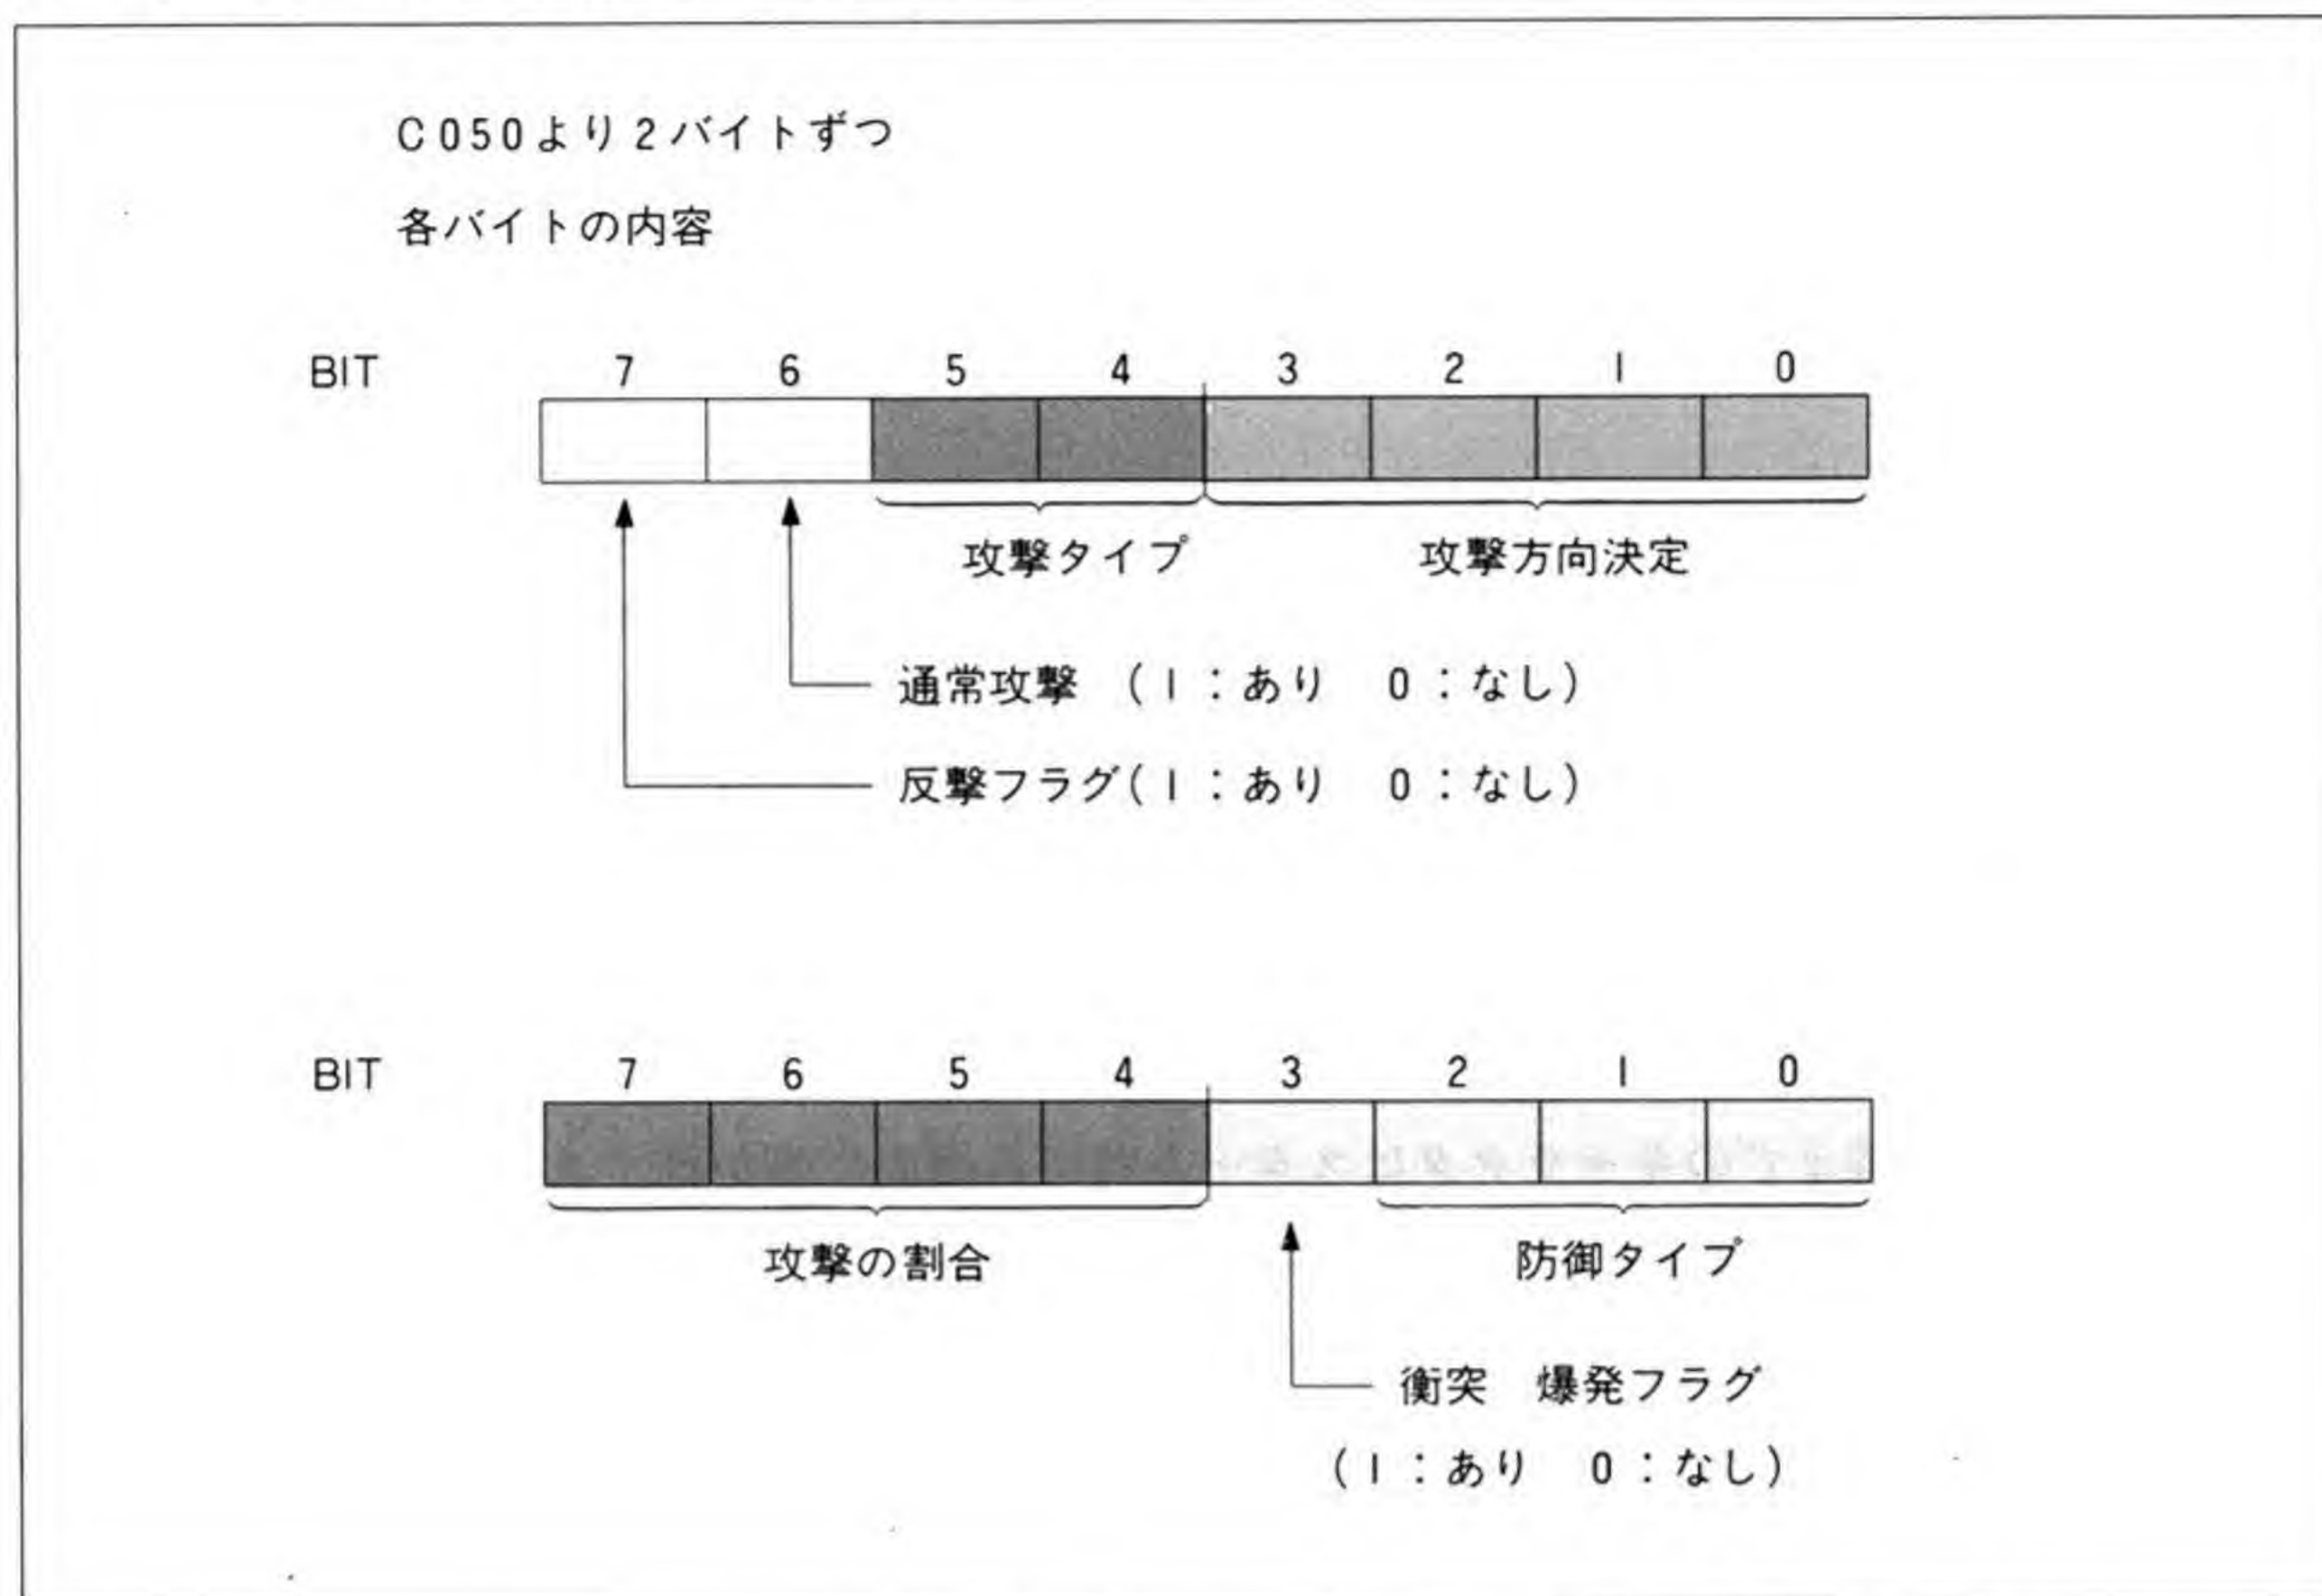 C050より2バイトずつ
各バイトの内容
BIT 7 6 5 4 3 2 1 0
攻撃タイプ 攻撃方向決定
通常攻撃 (1:あり 0:なし)
反撃フラグ(1:あり 0:なし)
BIT 7 6 5 4 3 2 1 0
攻撃の割合 防御タイプ
衝突 爆発フラグ
(1:あり 0:なし)